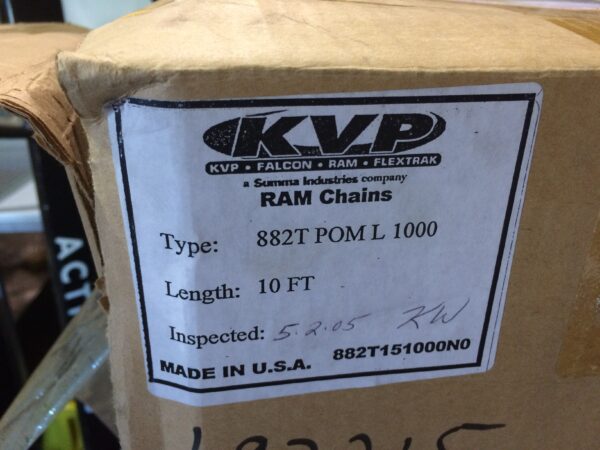 KVP
KVP • FALCON • RAM • FLEXTRAK
a Summa Industries company
RAM Chains
Type: 882T POM L 1000
Length: 10 FT
Inspected: 5.2.05 KW
MADE IN U.S.A. 882T151000N0
ACT